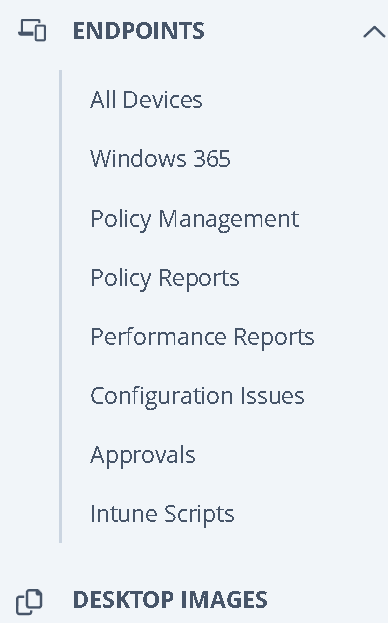 ENDPOINTS
All Devices
Windows 365
Policy Management
Policy Reports
Performance Reports
Configuration Issues
Approvals
Intune Scripts
DESKTOP IMAGES